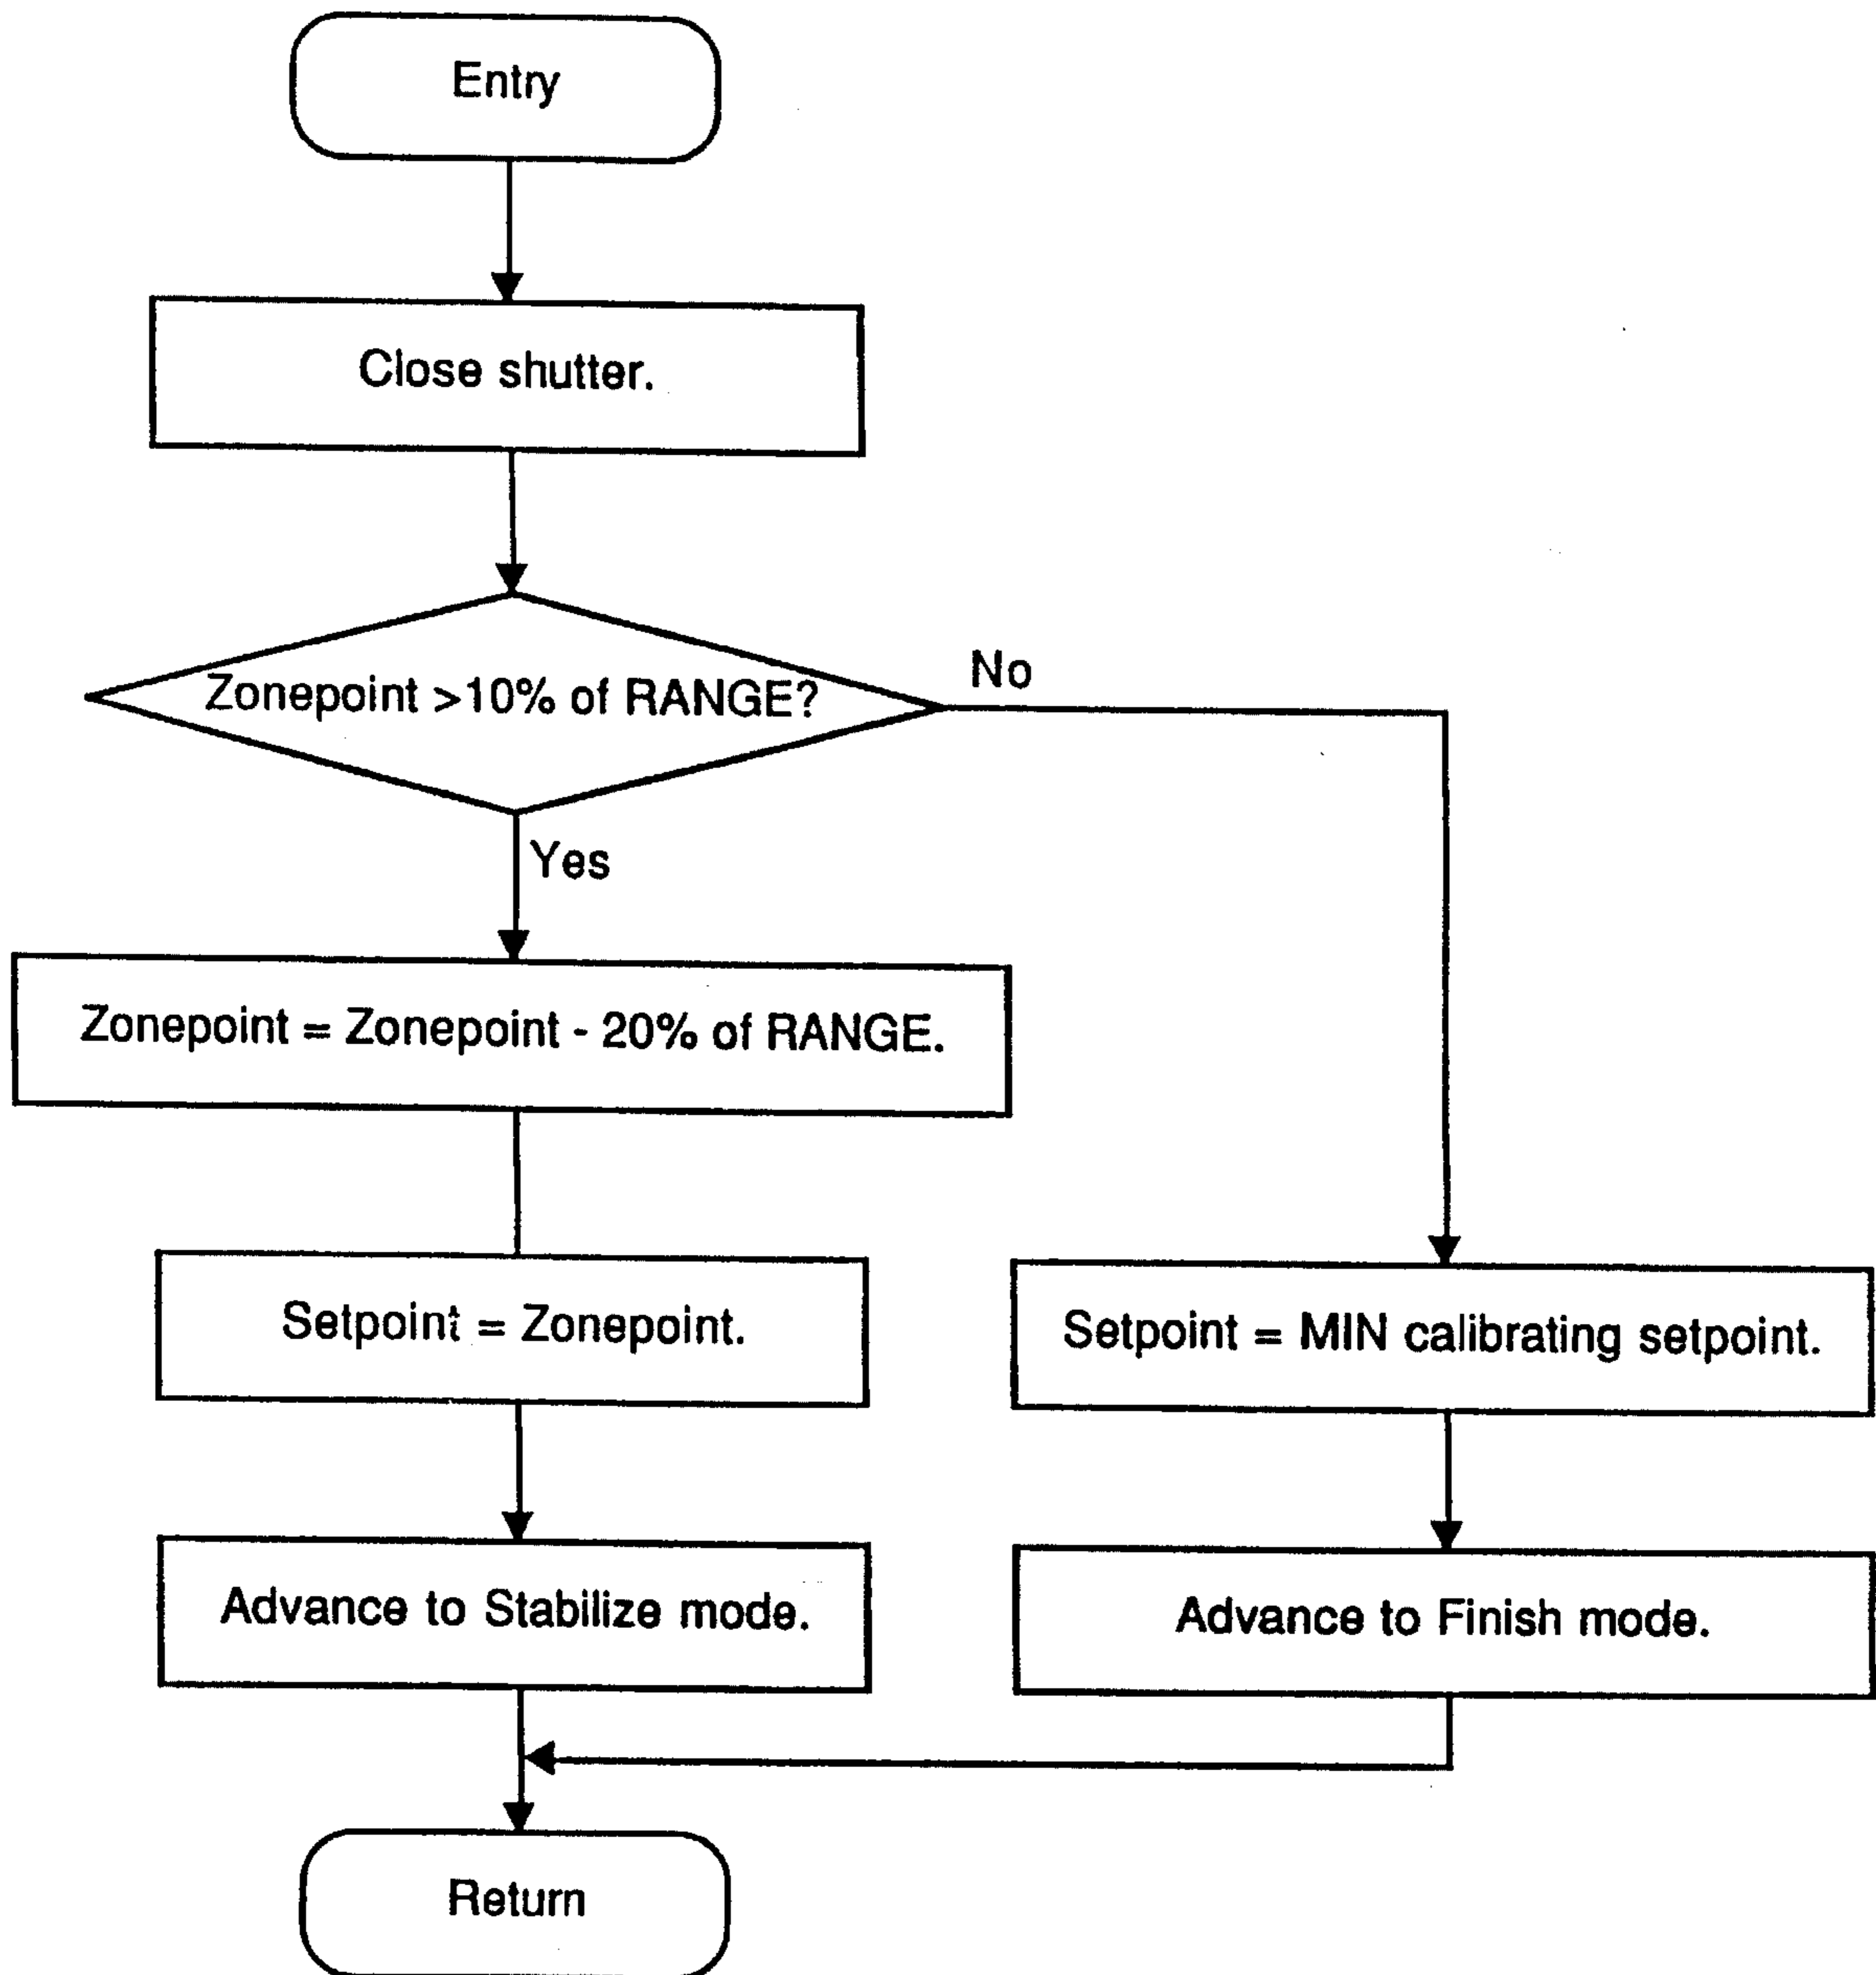 Entry
Close shutter.
Zonepoint >10% of RANGE?
No
Yes
Zonepoint = Zonepoint - 20% of RANGE.
Setpoint = Zonepoint.
Setpoint = MIN calibrating setpoint.
Advance to Stabilize mode.
Advance to Finish mode.
Return